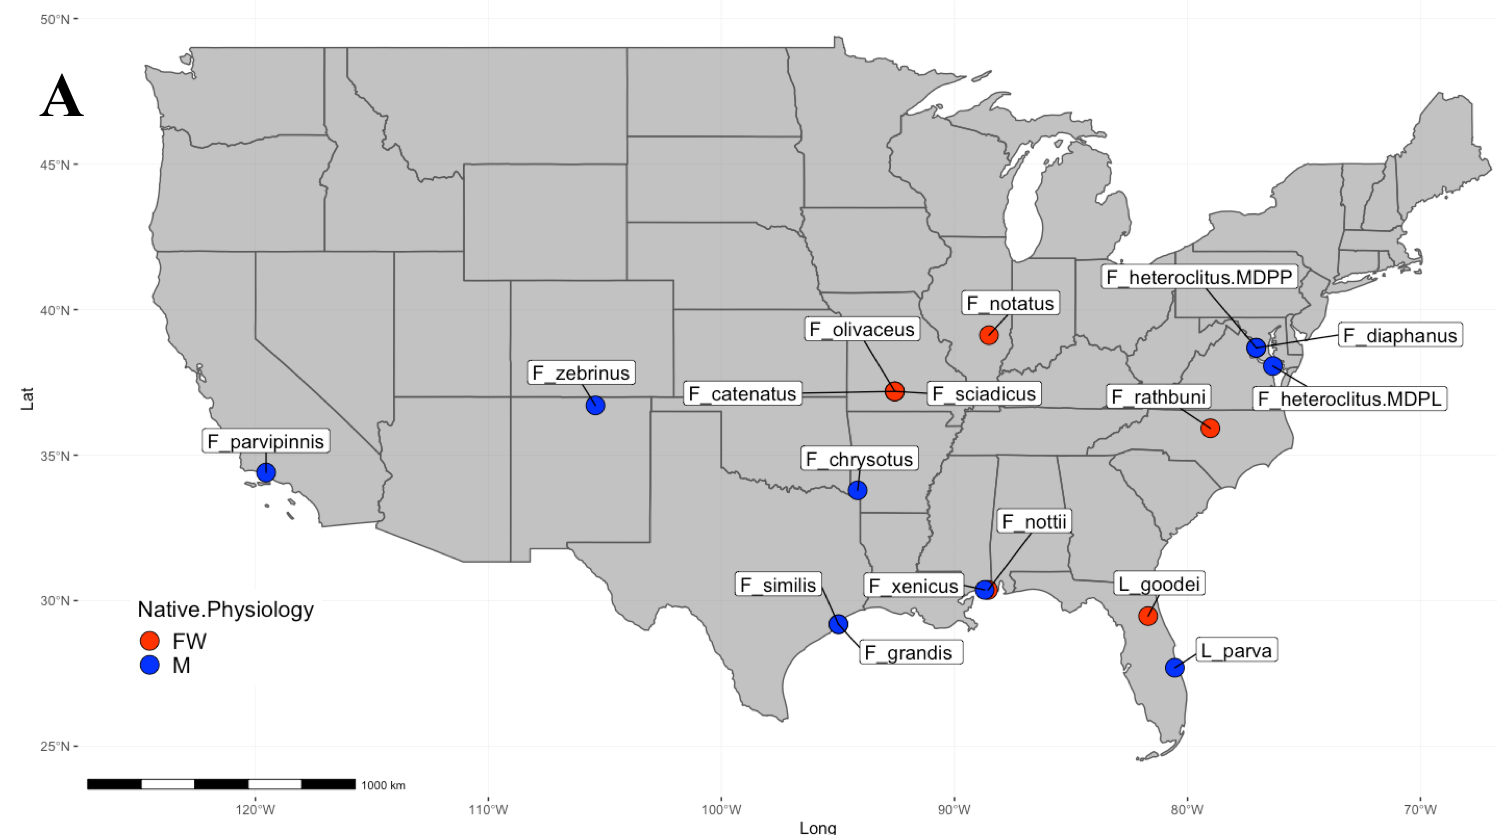 50°N
A
45°N
F_heteroclitus.MDPP
F_notatus
40°N
F_olivaceus
F_diaphanus
F_zebrinus
F_catenatus
F_sciadicus
F_rathbuni
F_heteroclitus.MDPL
Lat
F_parvipinnis
35°N
F_chrysotus
F_nottii
F_similis
F_xenicus
L_goodei
30°N
Native.Physiology
FW
M
F_grandis
L_parva
25°N
1000 km
120°W
110°W
100°W
90°W
80°W
70°W
Long